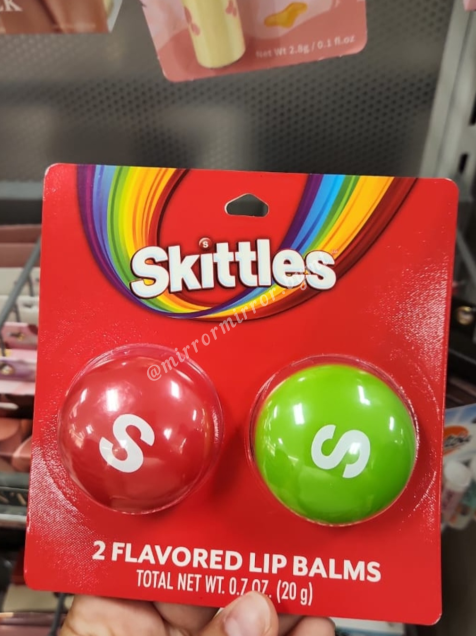 K
Net Wt 2.8g / 0.1 fl.oz
S
Skittles
@mirrormirror
S
S
2 FLAVORED LIP BALMS
TOTAL NET WT. 0.7 OZ. (20 g)